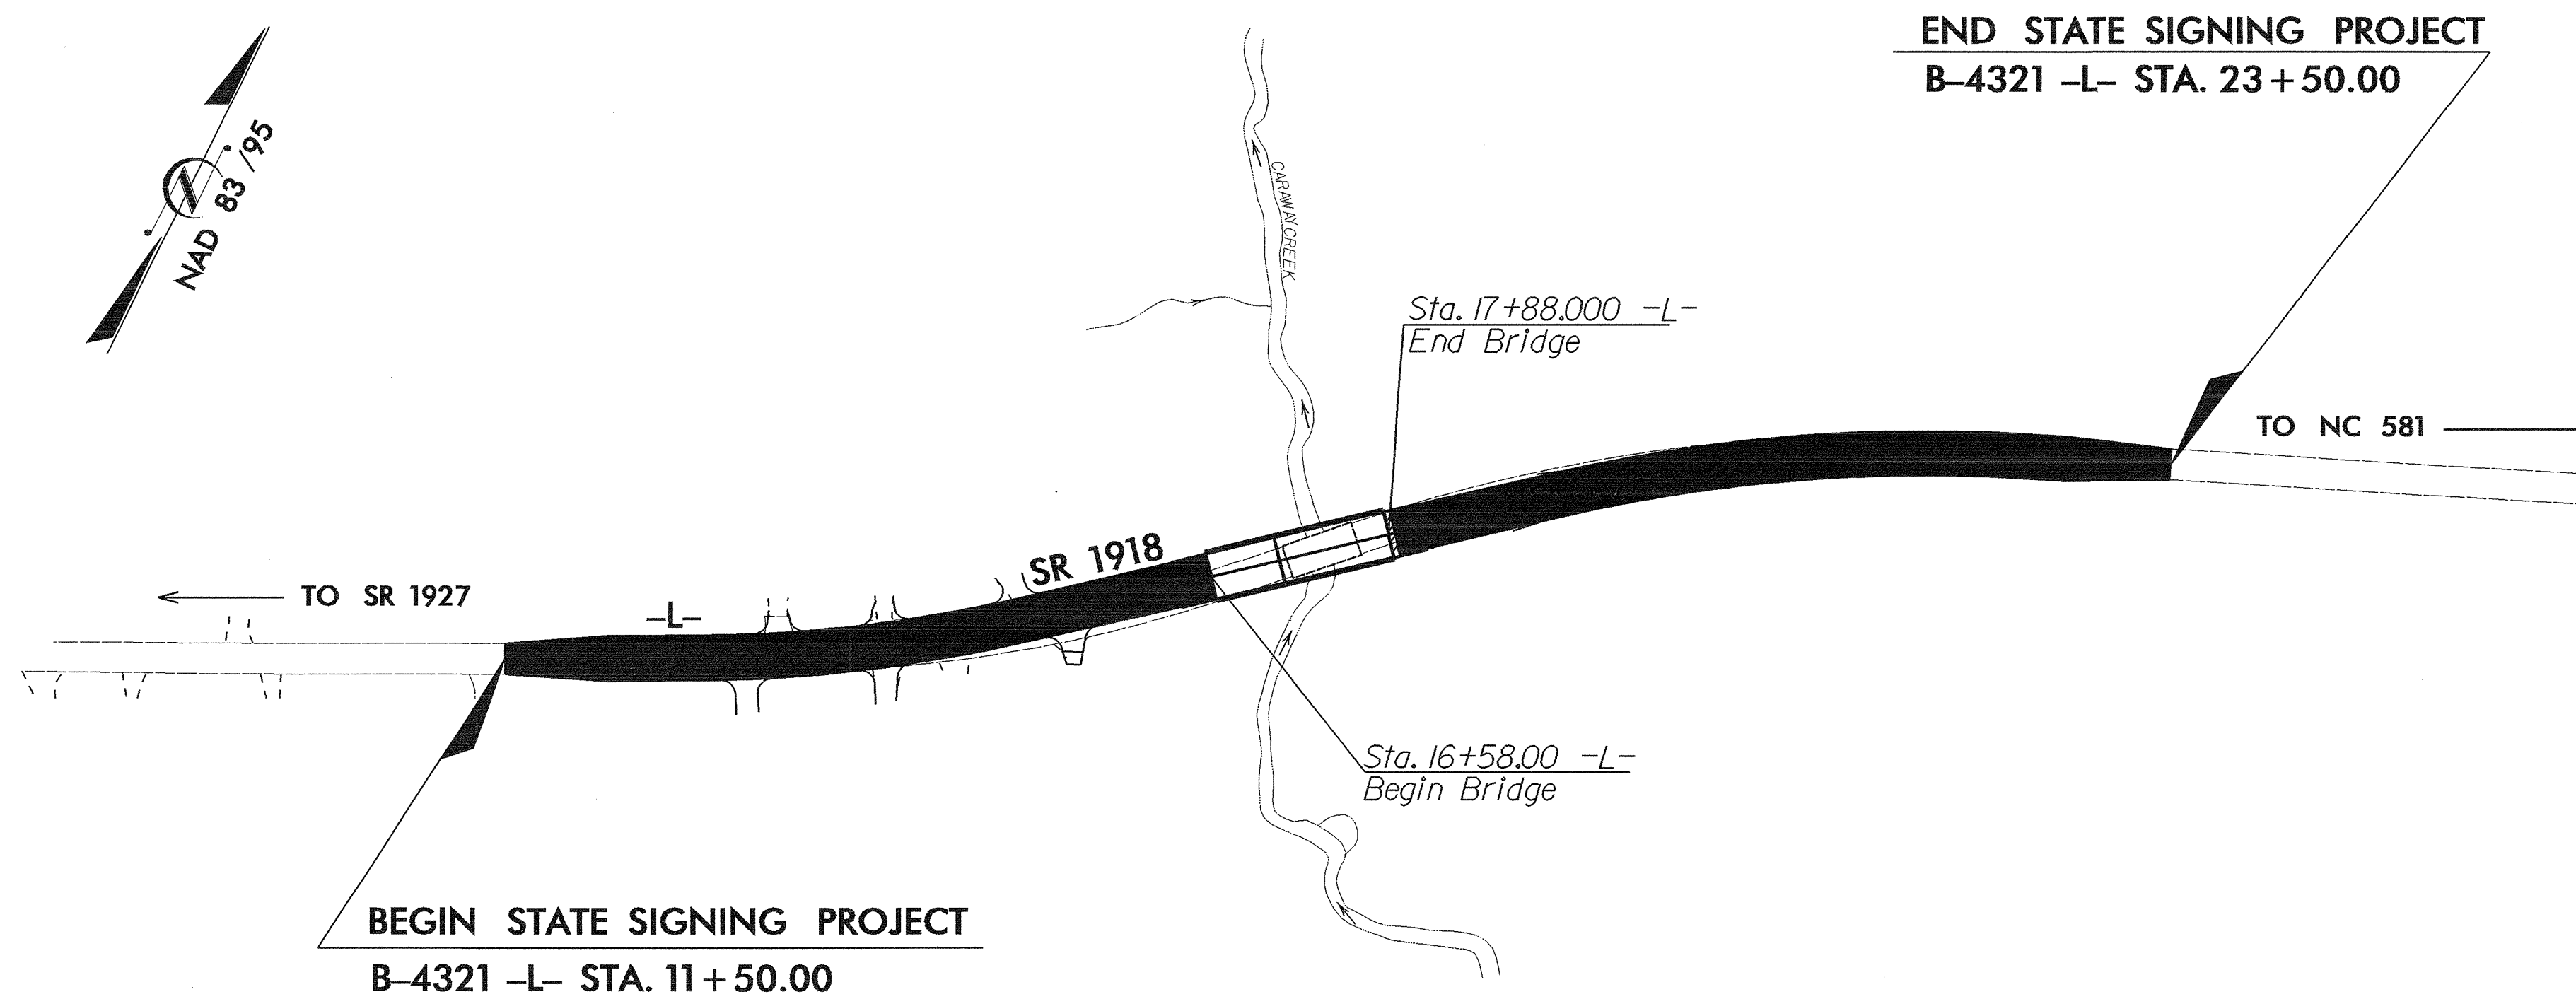 END STATE SIGNING PROJECT
B-4321 -L- STA. 23+50.00
N
NAD 83 /95
CARAWAY CREEK
Sta. 17+88.000 -L-
End Bridge
TO NC 581
SR 1918
TO SR 1927
-L-
Sta. 16+58.00 -L-
Begin Bridge
BEGIN STATE SIGNING PROJECT
B-4321 -L- STA. 11+50.00